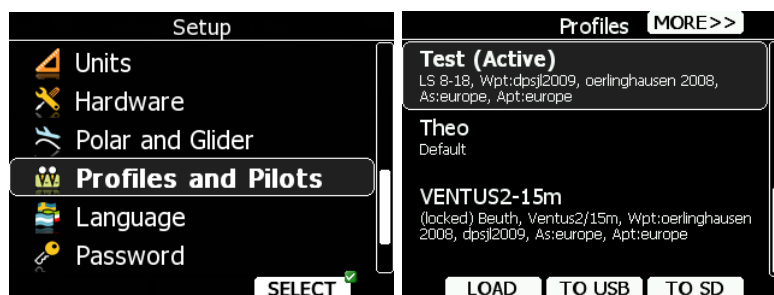 Setup
Units
Hardware
Polar and Glider
Profiles and Pilots
Language
Password
SELECT
Profiles
MORE>>
Test (Active)
LS 8-18, Wpt:dpsjl2009, oerlinghausen 2008,
As:europe, Apt:europe
Theo
Default
VENTUS2-15m
(locked) Beuth, Ventus2/15m, Wpt:oerlinghausen
2008, dpsjl2009, As:europe, Apt:europe
LOAD
TO USB
TO SD